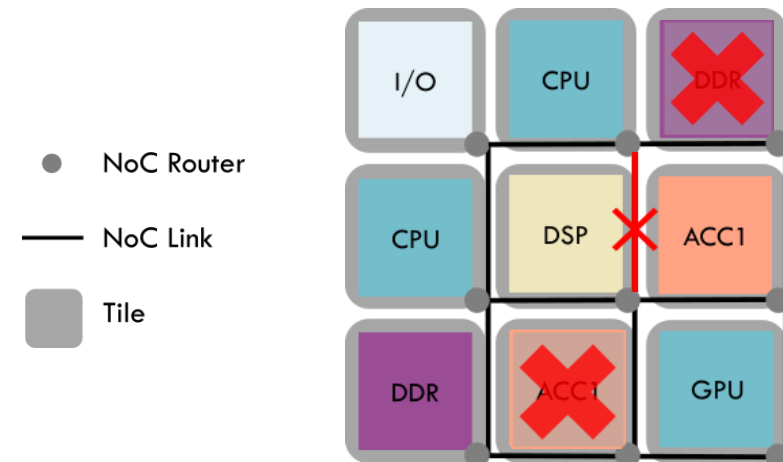 I/O
CPU
DDR
NoC Router
NoC Link
CPU
DSP
ACC1
Tile
DDR
ACC1
GPU